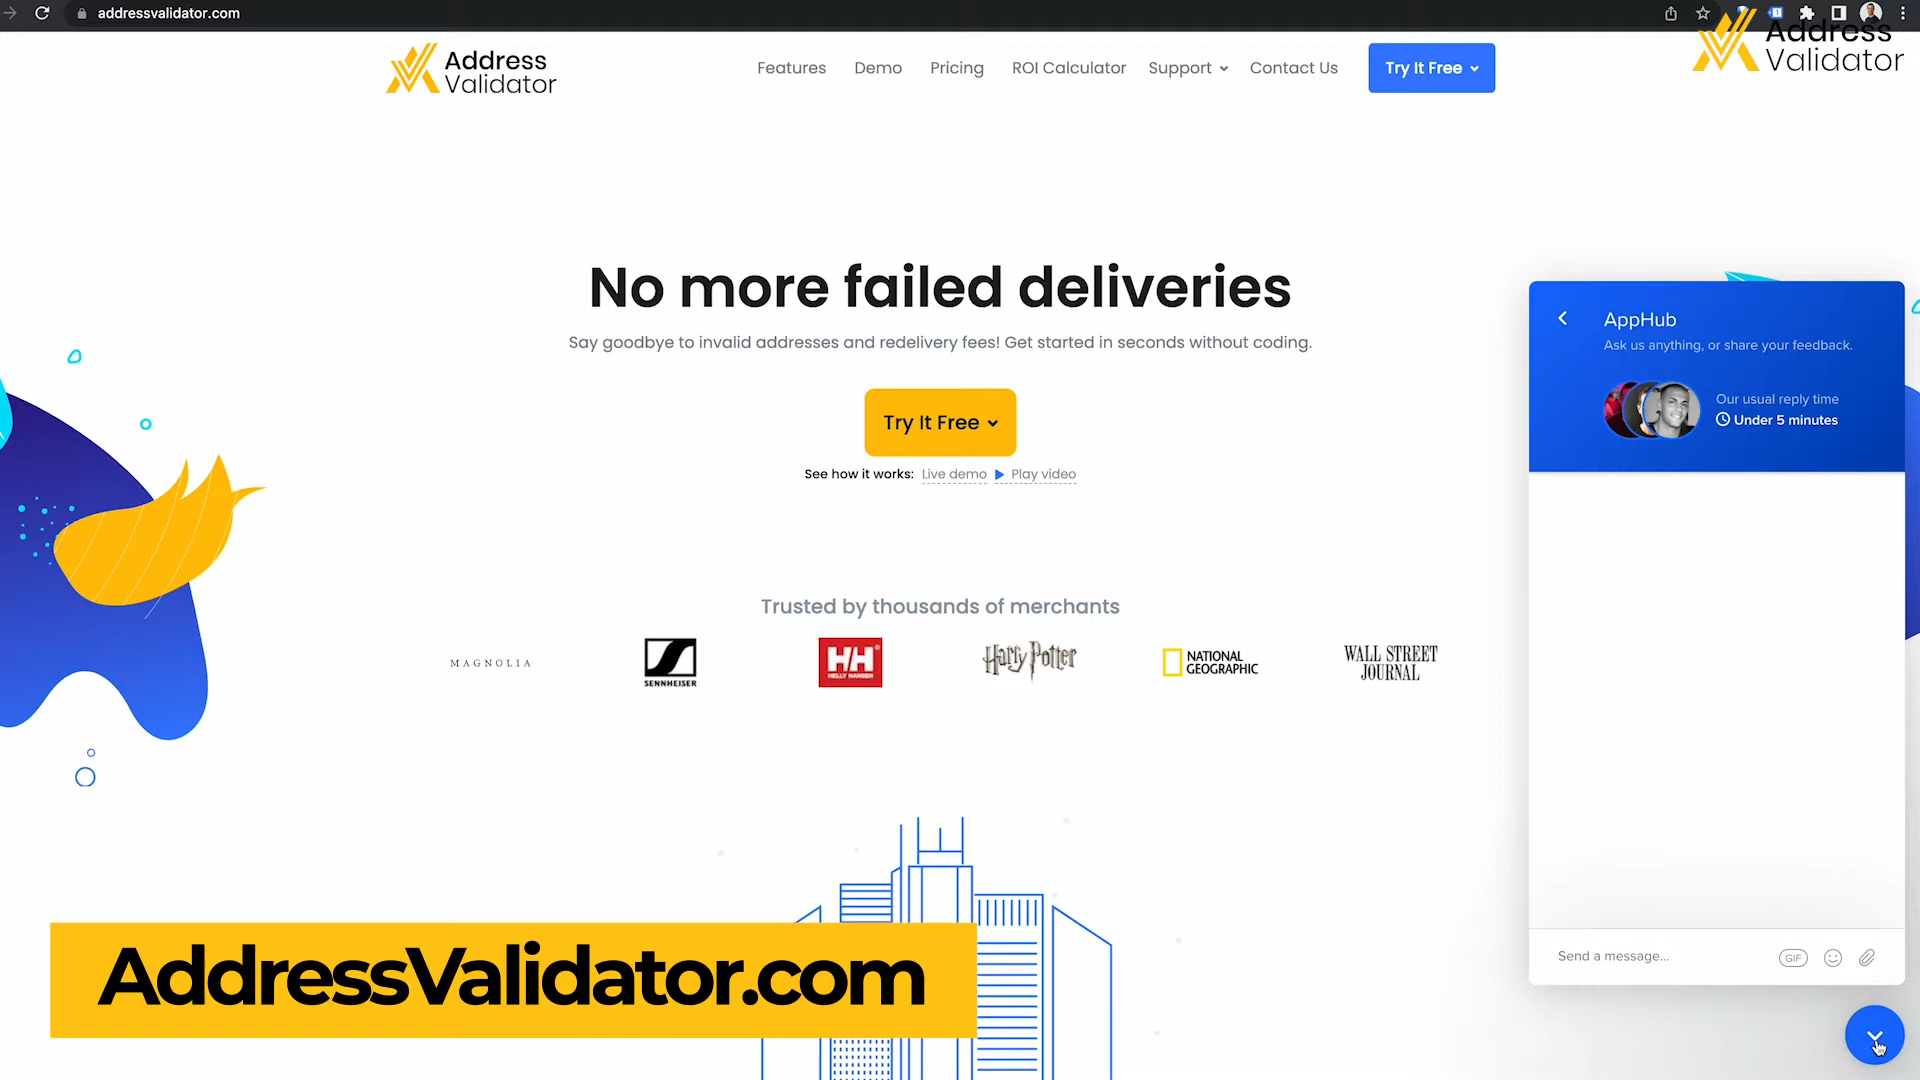 addressvalidator.com
Address
Validator
Features
Demo
Pricing
ROI Calculator
Support
Contact Us
Try It Free
Address
Validator
No more failed deliveries
Say goodbye to invalid addresses and redelivery fees! Get started in seconds without coding.
Try It Free
See how it works: Live demo Play video
Trusted by thousands of merchants
MAGNOLIA
SENNHEISER
H/H
HELLY HANSEN
Harry Potter
NATIONAL
GEOGRAPHIC
WALL STREET
JOURNAL
AppHub
Ask us anything, or share your feedback.
Our usual reply time
Under 5 minutes
Send a message...
GIF
AddressValidator.com